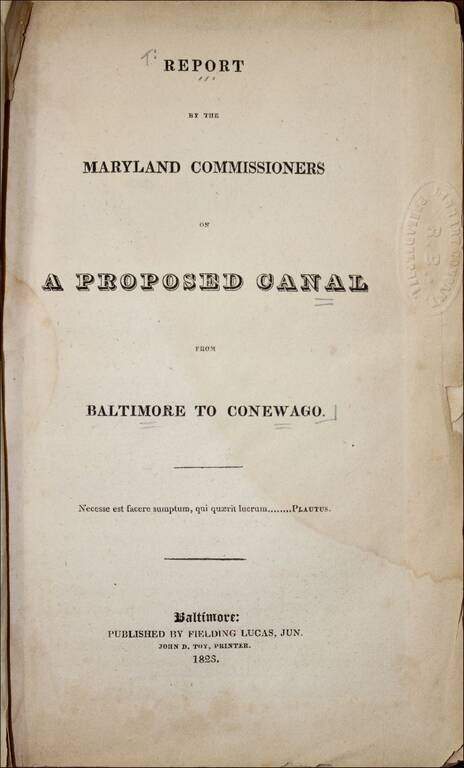 REPORT
BY THE
MARYLAND COMMISSIONERS
ON
A PROPOSED CANAL
FROM
BALTIMORE TO CONEWAGO.
Necesse est facere sumptum, qui quærit lucrum........PLAUTUS.
Baltimore:
PUBLISHED BY FIELDING LUCAS, JUN.
JOHN D. TOY, PRINTER.
1823.